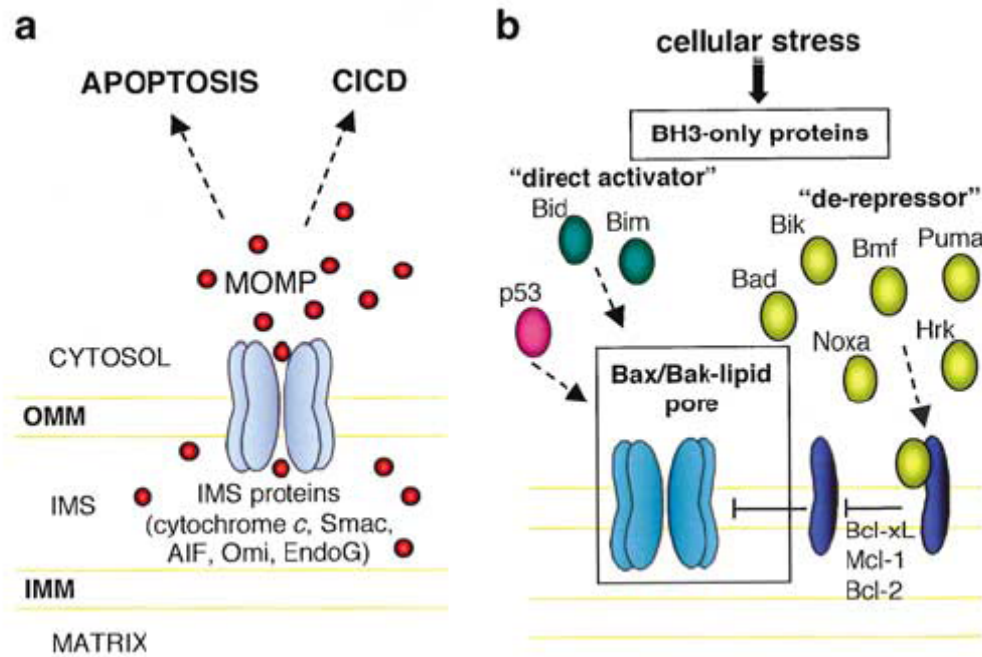 a
APOPTOSIS
CICD
MOMP
CYTOSOL
OMM
IMS
IMS proteins
(cytochrome c, Smac,
AIF, Omi, EndoG)
IMM
MATRIX
b
cellular stress
BH3-only proteins
"direct activator"
Bid
Bim
p53
"de-repressor"
Bik
Bmf
Puma
Bad
Noxa
Hrk
Bax/Bak-lipid
pore
Bcl-xL
Mcl-1
Bcl-2